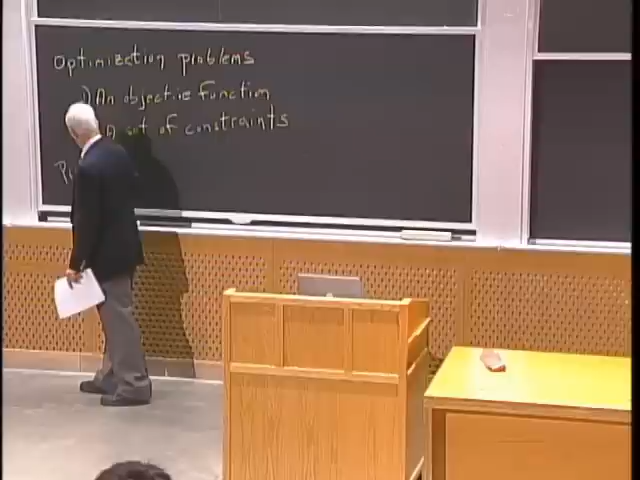 Optimization problems
1) An objective function
set of constraints